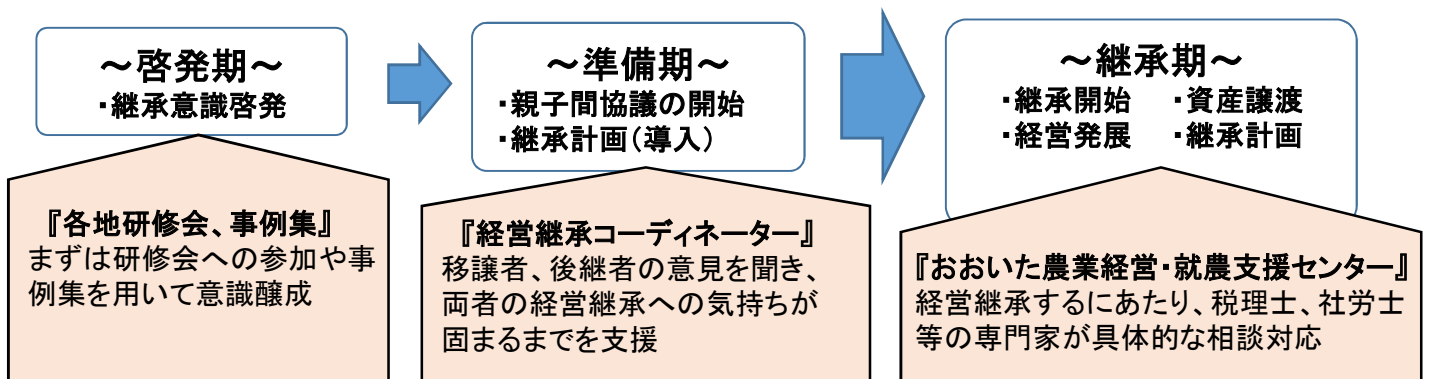 ～啓発期～
・継承意識啓発
～準備期～
・親子間協議の開始
・継承計画（導入）
～継承期～
・継承開始　・資産譲渡
・経営発展　・継承計画
『各地研修会、事例集』
まずは研修会への参加や事
例集を用いて意識醸成
『経営継承コーディネーター』
移譲者、後継者の意見を聞き、
両者の経営継承への気持ちが
固まるまでを支援
『おおいた農業経営・就農支援センター』
経営継承するにあたり、税理士、社労士
等の専門家が具体的な相談対応